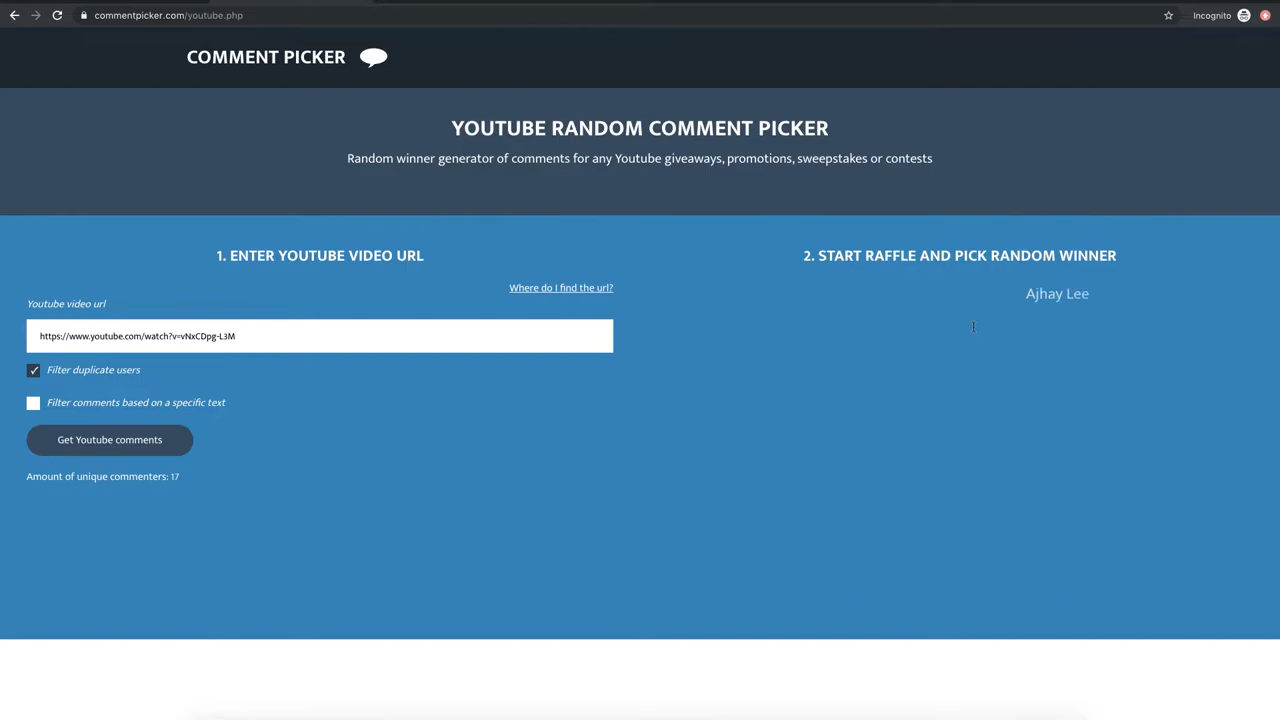 commentpicker.com/youtube.php
Incognito
COMMENT PICKER
YOUTUBE RANDOM COMMENT PICKER
Random winner generator of comments for any Youtube giveaways, promotions, sweepstakes or contests
1. ENTER YOUTUBE VIDEO URL
Where do I find the url?
Youtube video url
https://www.youtube.com/watch?v=vNxCDpg-L3M
Filter duplicate users
Filter comments based on a specific text
Get Youtube comments
Amount of unique commenters: 17
2. START RAFFLE AND PICK RANDOM WINNER
Ajhay Lee